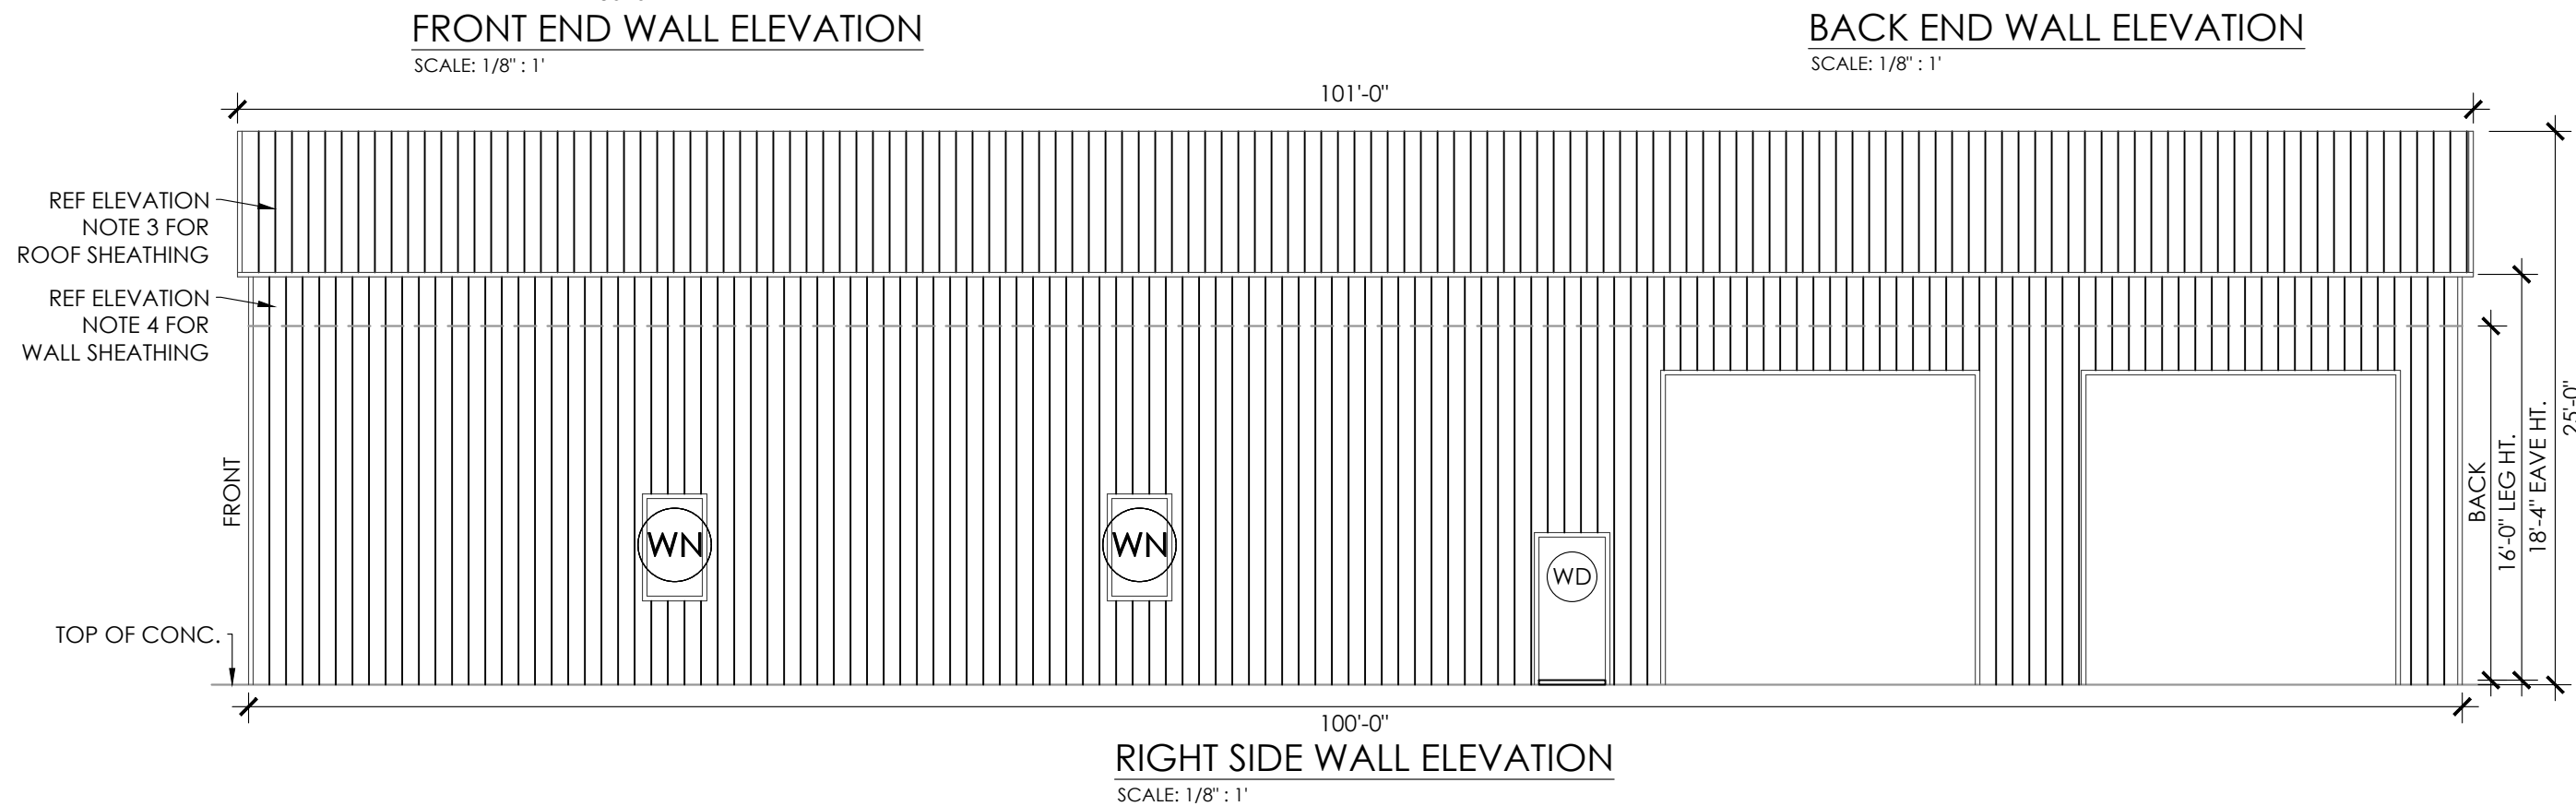 FRONT END WALL ELEVATION
SCALE: 1/8" : 1'
BACK END WALL ELEVATION
SCALE: 1/8" : 1'
101'-0"
REF ELEVATION
NOTE 3 FOR
ROOF SHEATHING
REF ELEVATION
NOTE 4 FOR
WALL SHEATHING
FRONT
WN
WN
WD
BACK
16'-0" LEG HT.
18'-4" EAVE HT.
25'-0"
TOP OF CONC.
100'-0"
RIGHT SIDE WALL ELEVATION
SCALE: 1/8" : 1'